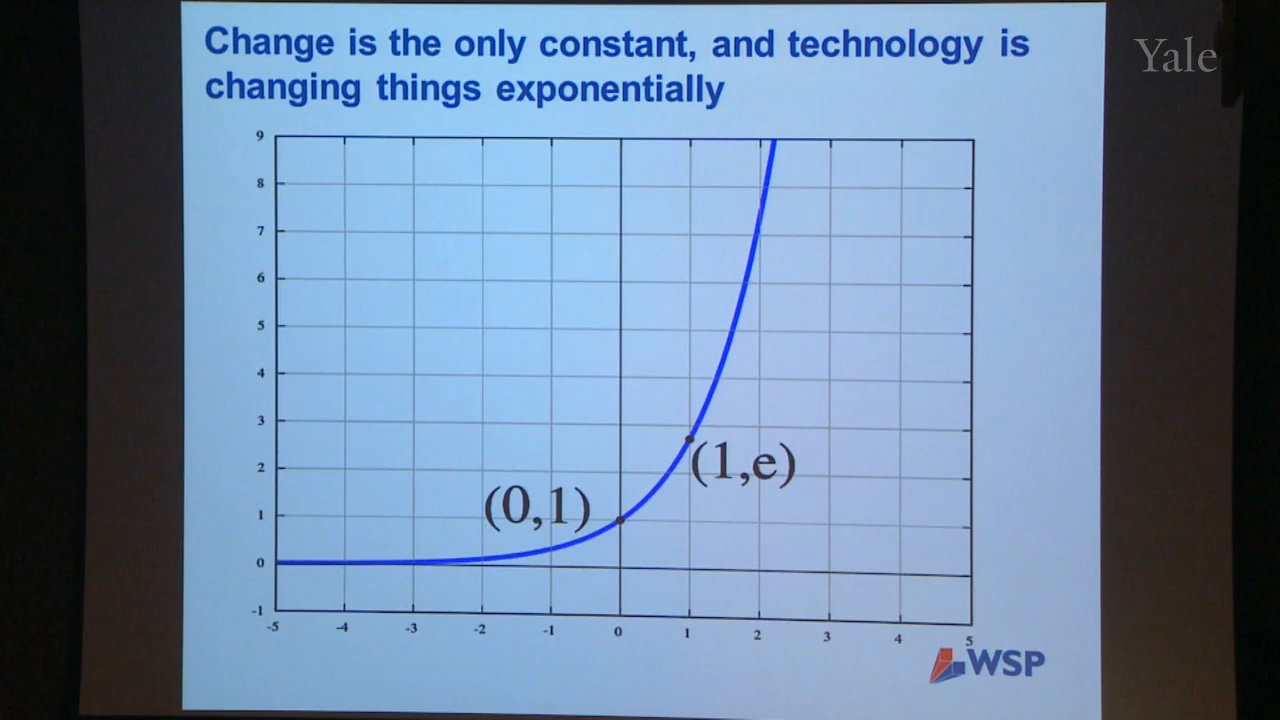 Change is the only constant, and technology is
changing things exponentially
Yale
9
8
7
6
5
4
3
2
1
0
-1
(0,1)
(1,e)
-5 -4 -3 -2 -1 0 1 2 3 4 5
WSP